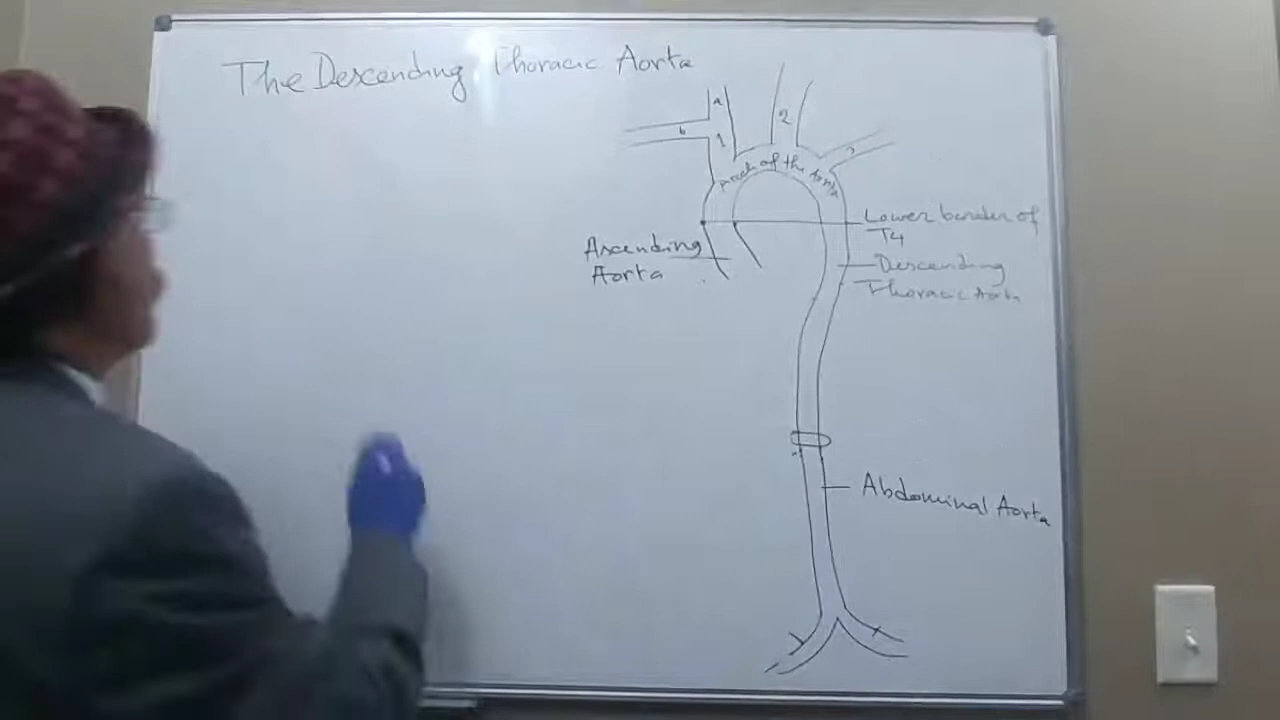 The Descending Thoracic Aorta
a
2
b
1
3
Arch of the Aorta
Lower border of
T4
Ascending
Aorta
Descending
Thoracic Aorta
Abdominal Aorta